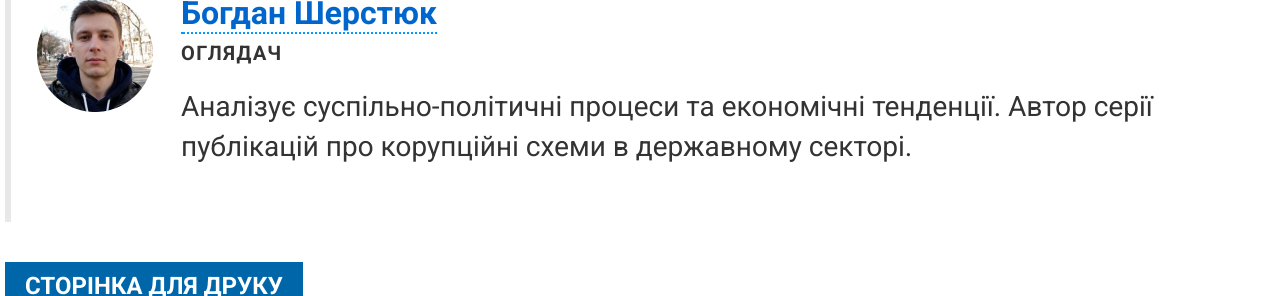 Богдан Шерстюк
ОГЛЯДАЧ
Аналізує суспільно-політичні процеси та економічні тенденції. Автор серії
публікацій про корупційні схеми в державному секторі.
СТОРІНКА ДЛЯ ДРУКУ